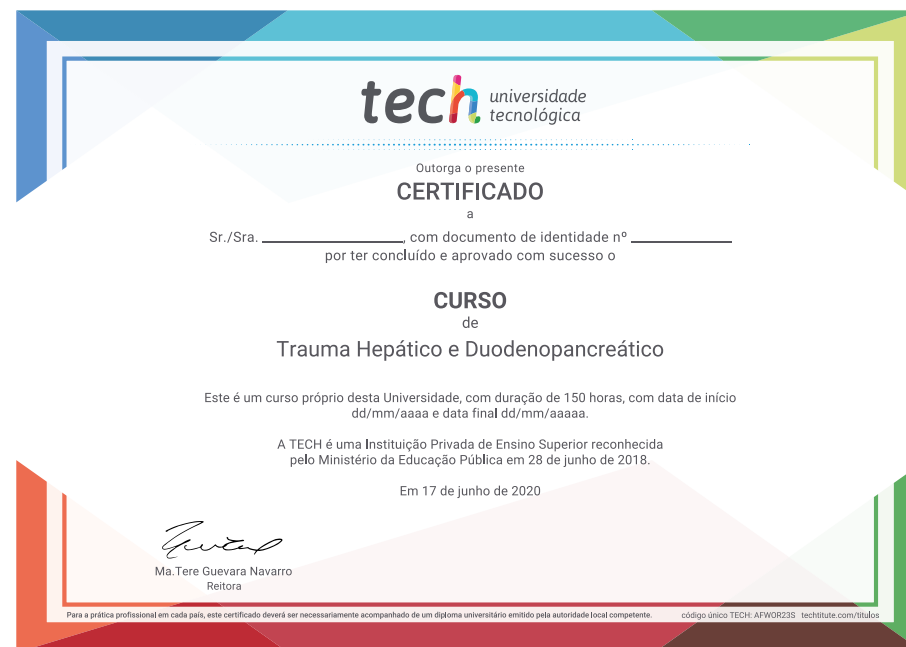 tech universidade
tecnológica
Outorga o presente
CERTIFICADO
a
Sr./Sra. ____________________, com documento de identidade nº ______________
por ter concluído e aprovado com sucesso o
CURSO
de
Trauma Hepático e Duodenopancreático
Este é um curso próprio desta Universidade, com duração de 150 horas, com data de início
dd/mm/aaaa e data final dd/mm/aaaaa.
A TECH é uma Instituição Privada de Ensino Superior reconhecida
pelo Ministério da Educação Pública em 28 de junho de 2018.
Em 17 de junho de 2020
Ma.Tere Guevara Navarro
Reitora
Para a prática profissional em cada país, este certificado deverá ser necessariamente acompanhado de um diploma universitário emitido pela autoridade local competente. código único TECH: AFWOR23S techtitute.com/titulos